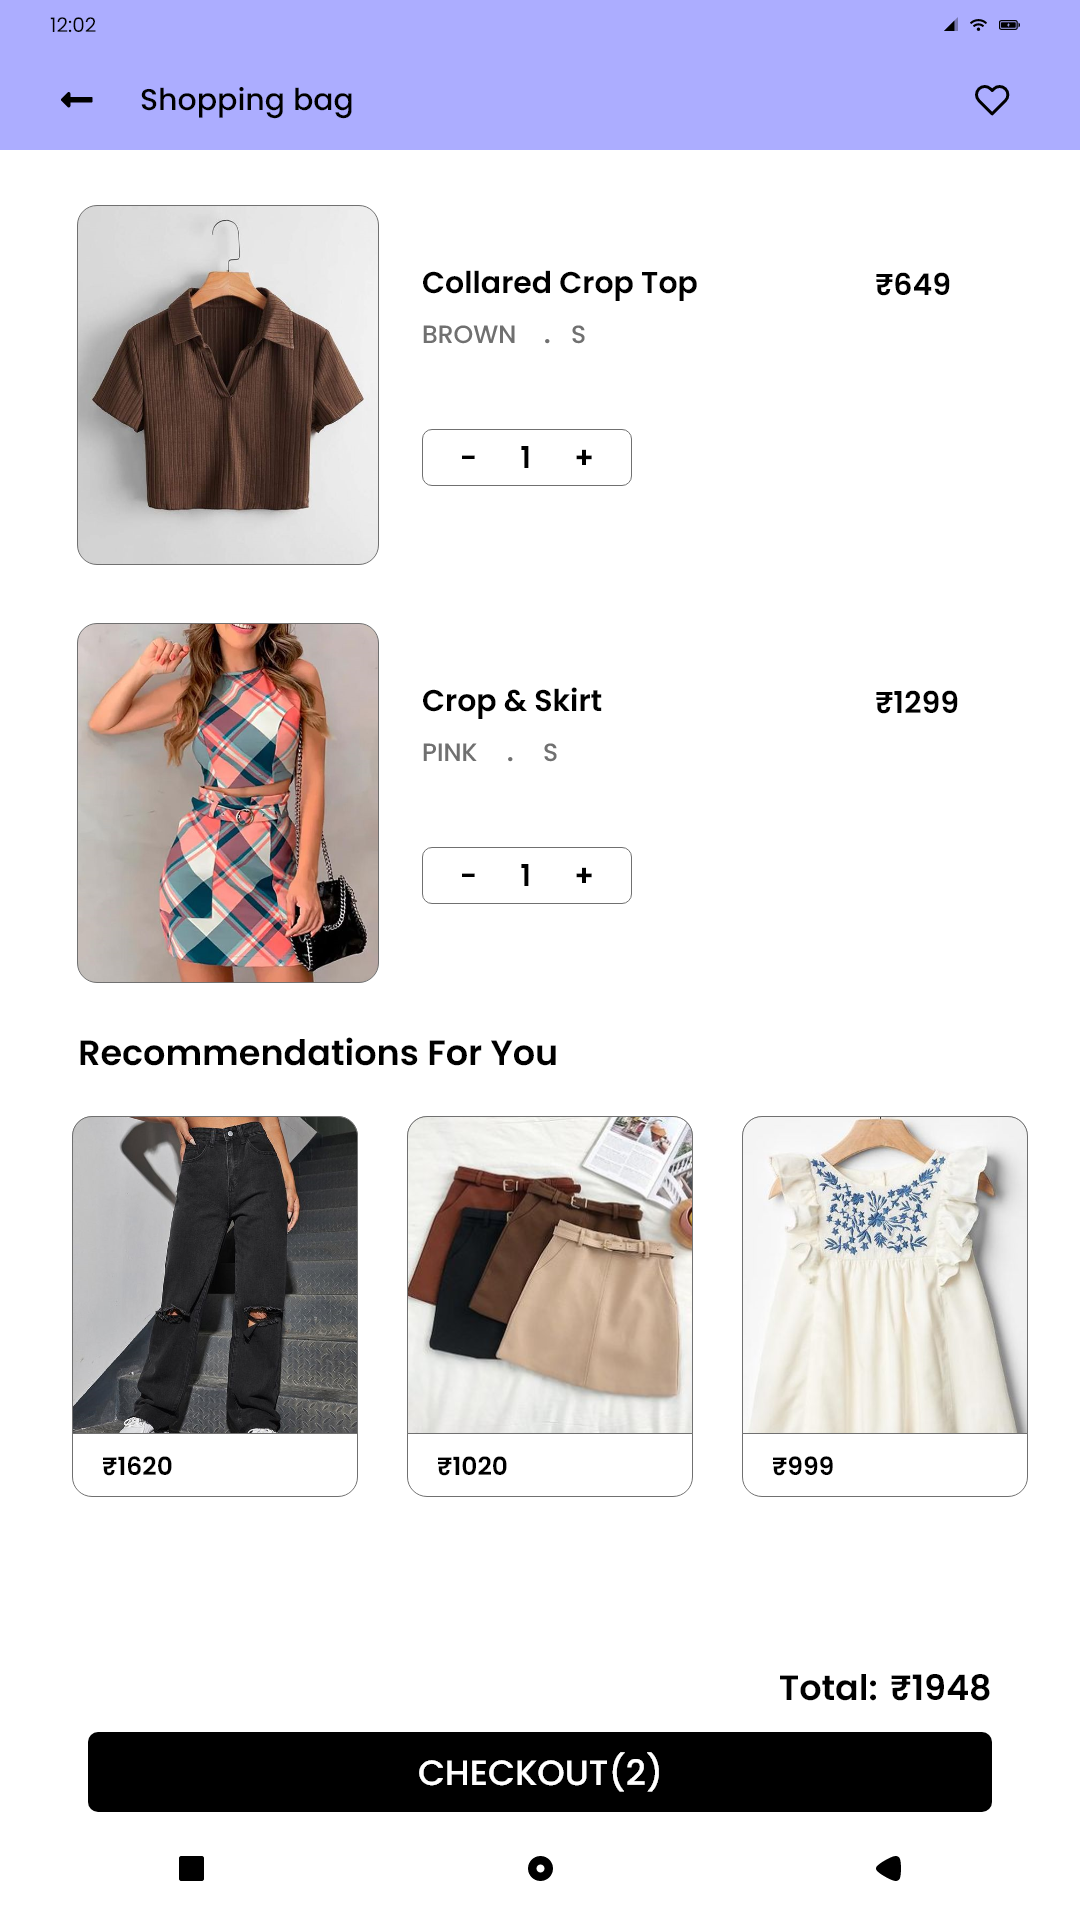 12:02
Shopping bag
Collared Crop Top ₹649
BROWN . S
- 1 +
Crop & Skirt ₹1299
PINK . S
- 1 +
Recommendations For You
₹1620 ₹1020 ₹999
Total: ₹1948
CHECKOUT(2)